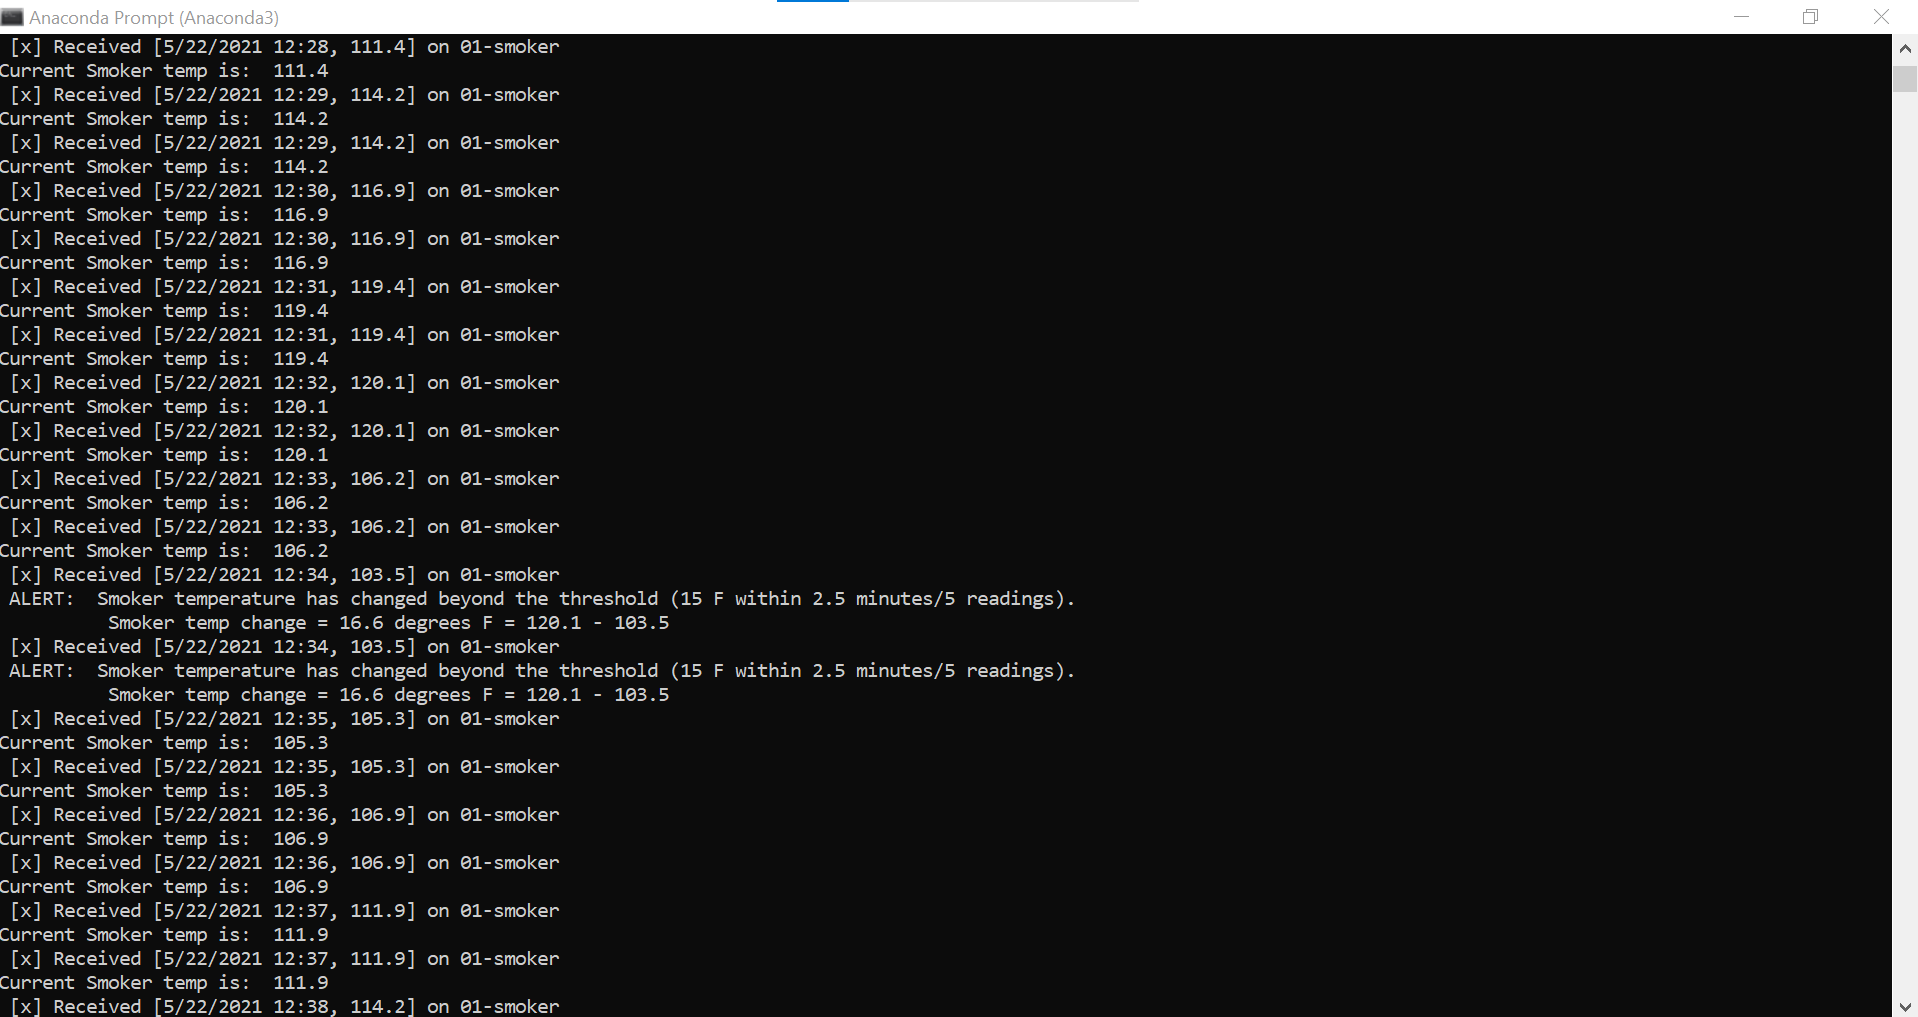 Anaconda Prompt (Anaconda3)
[x] Received [5/22/2021 12:28, 111.4] on 01-smoker
Current Smoker temp is:  111.4
[x] Received [5/22/2021 12:29, 114.2] on 01-smoker
Current Smoker temp is:  114.2
[x] Received [5/22/2021 12:29, 114.2] on 01-smoker
Current Smoker temp is:  114.2
[x] Received [5/22/2021 12:30, 116.9] on 01-smoker
Current Smoker temp is:  116.9
[x] Received [5/22/2021 12:30, 116.9] on 01-smoker
Current Smoker temp is:  116.9
[x] Received [5/22/2021 12:31, 119.4] on 01-smoker
Current Smoker temp is:  119.4
[x] Received [5/22/2021 12:31, 119.4] on 01-smoker
Current Smoker temp is:  119.4
[x] Received [5/22/2021 12:32, 120.1] on 01-smoker
Current Smoker temp is:  120.1
[x] Received [5/22/2021 12:32, 120.1] on 01-smoker
Current Smoker temp is:  120.1
[x] Received [5/22/2021 12:33, 106.2] on 01-smoker
Current Smoker temp is:  106.2
[x] Received [5/22/2021 12:33, 106.2] on 01-smoker
Current Smoker temp is:  106.2
[x] Received [5/22/2021 12:34, 103.5] on 01-smoker
ALERT:  Smoker temperature has changed beyond the threshold (15 F within 2.5 minutes/5 readings).
Smoker temp change = 16.6 degrees F = 120.1 - 103.5
[x] Received [5/22/2021 12:34, 103.5] on 01-smoker
ALERT:  Smoker temperature has changed beyond the threshold (15 F within 2.5 minutes/5 readings).
Smoker temp change = 16.6 degrees F = 120.1 - 103.5
[x] Received [5/22/2021 12:35, 105.3] on 01-smoker
Current Smoker temp is:  105.3
[x] Received [5/22/2021 12:35, 105.3] on 01-smoker
Current Smoker temp is:  105.3
[x] Received [5/22/2021 12:36, 106.9] on 01-smoker
Current Smoker temp is:  106.9
[x] Received [5/22/2021 12:36, 106.9] on 01-smoker
Current Smoker temp is:  106.9
[x] Received [5/22/2021 12:37, 111.9] on 01-smoker
Current Smoker temp is:  111.9
[x] Received [5/22/2021 12:37, 111.9] on 01-smoker
Current Smoker temp is:  111.9
[x] Received [5/22/2021 12:38, 114.2] on 01-smoker